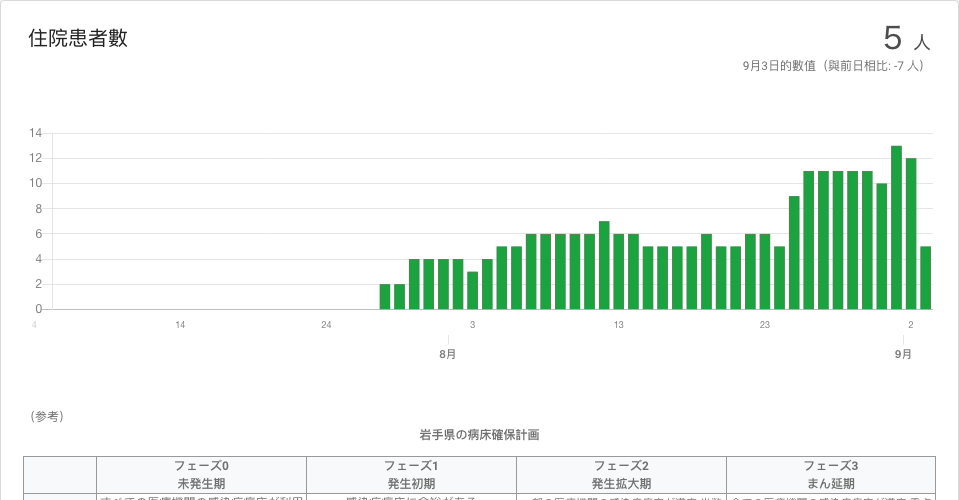 住院患者數
5 人
9月3日的數值（與前日相比: -7 人）
14
12
10
8
6
4
2
0
4 14 24 3 13 23 2
8月 9月
(参考)
岩手県の病床確保計画
フェーズ0 フェーズ1 フェーズ2 フェーズ3
未発生期 発生初期 発生拡大期 まん延期